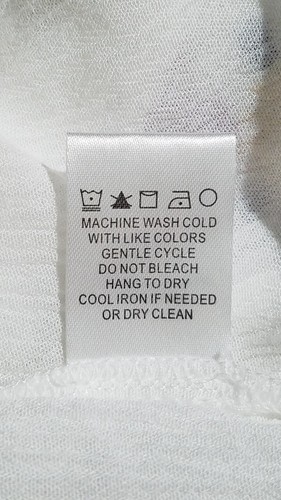 MACHINE WASH COLD
WITH LIKE COLORS
GENTLE CYCLE
DO NOT BLEACH
HANG TO DRY
COOL IRON IF NEEDED
OR DRY CLEAN